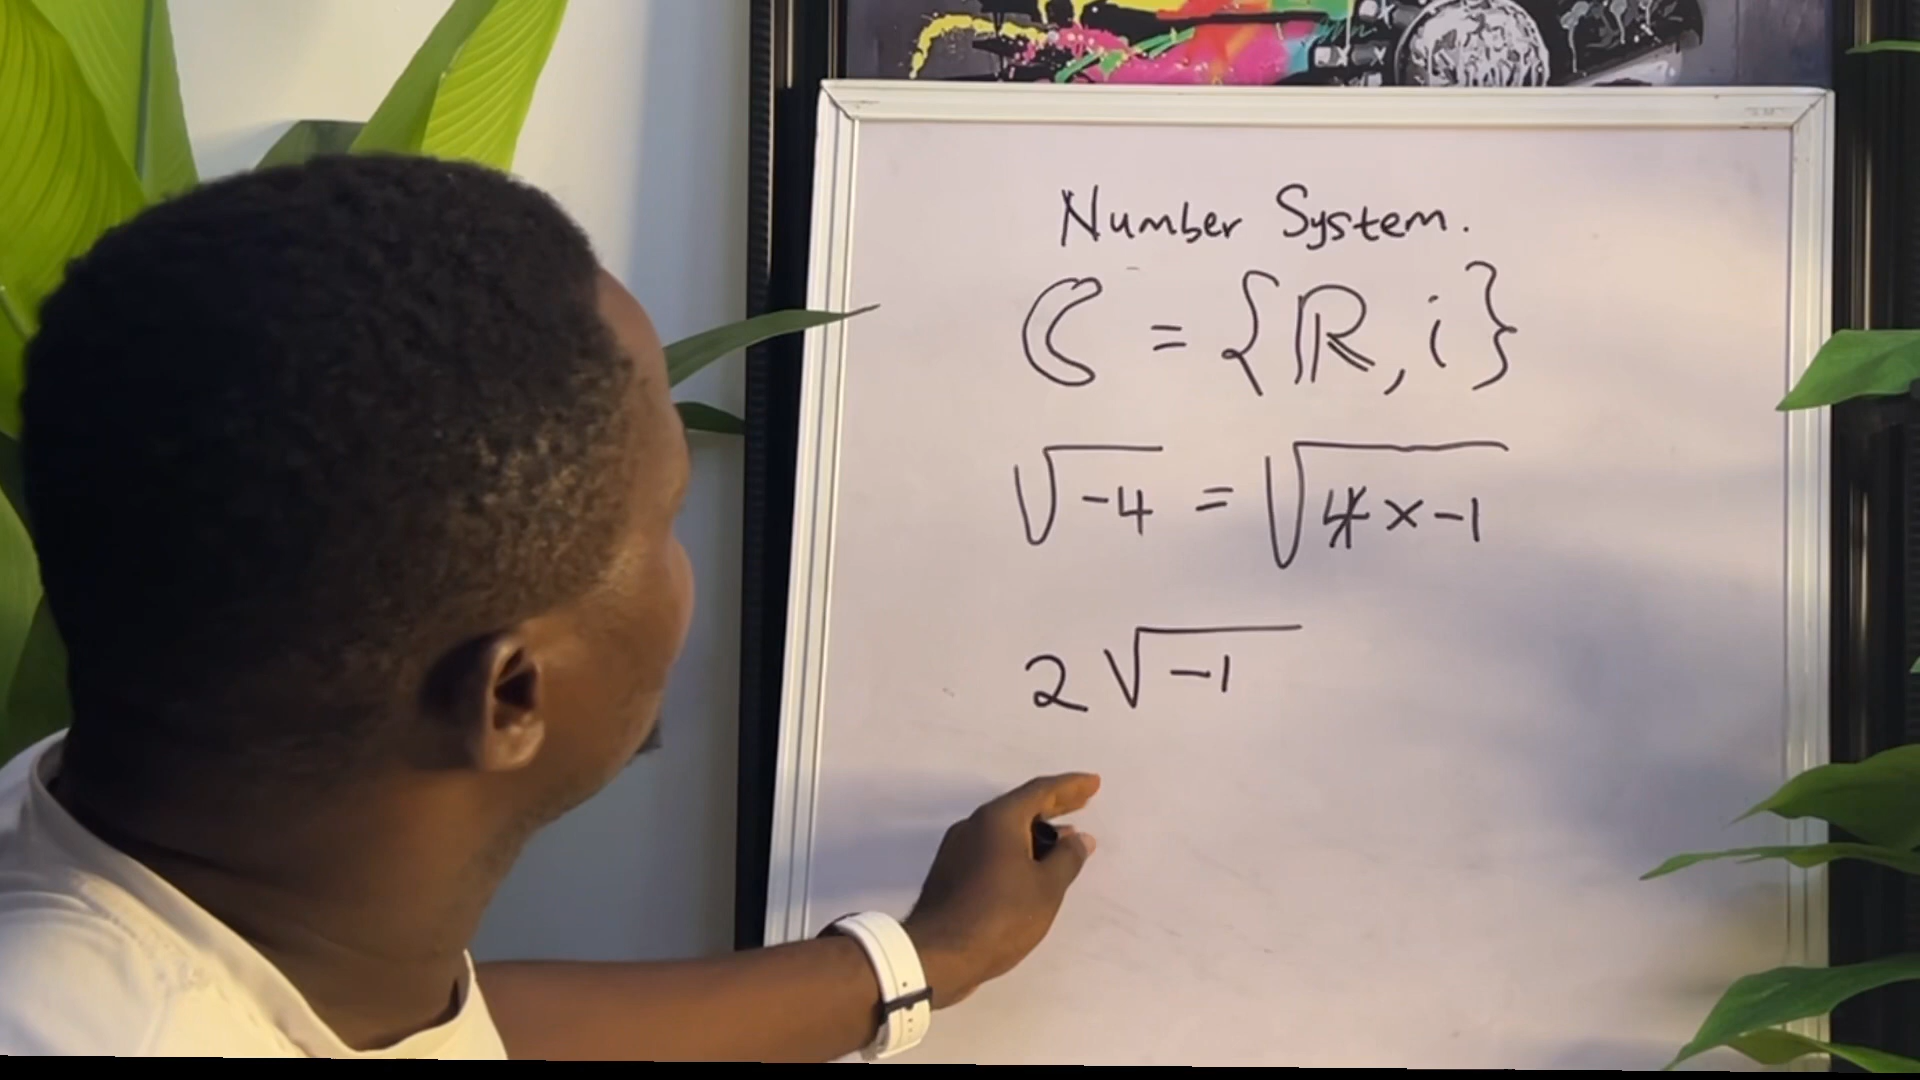 Number System.
ℂ = {ℝ, i}
√-4 = √4 x -1
2 √-1